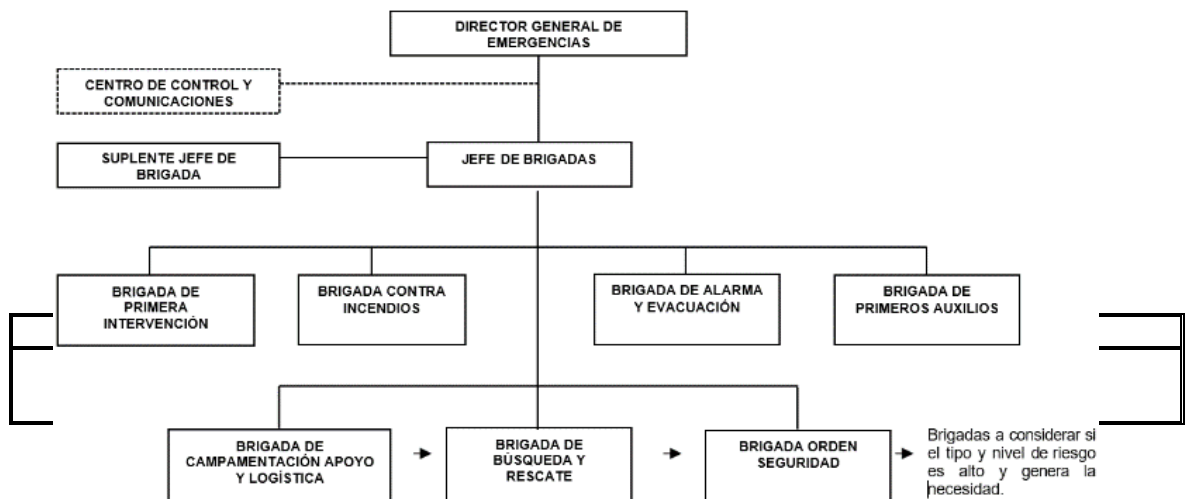 DIRECTOR GENERAL DE
EMERGENCIAS
CENTRO DE CONTROL Y
COMUNICACIONES
SUPLENTE JEFE DE
BRIGADA
JEFE DE BRIGADAS
BRIGADA DE
PRIMERA
INTERVENCIÓN
BRIGADA CONTRA
INCENDIOS
BRIGADA DE ALARMA
Y EVACUACIÓN
BRIGADA DE
PRIMEROS AUXILIOS
BRIGADA DE
CAMPAMENTACIÓN APOYO
Y LOGÍSTICA
BRIGADA DE
BÚSQUEDA Y
RESCATE
BRIGADA ORDEN
SEGURIDAD
Brigadas a considerar si
el tipo y nivel de riesgo
es alto y genera la
necesidad.